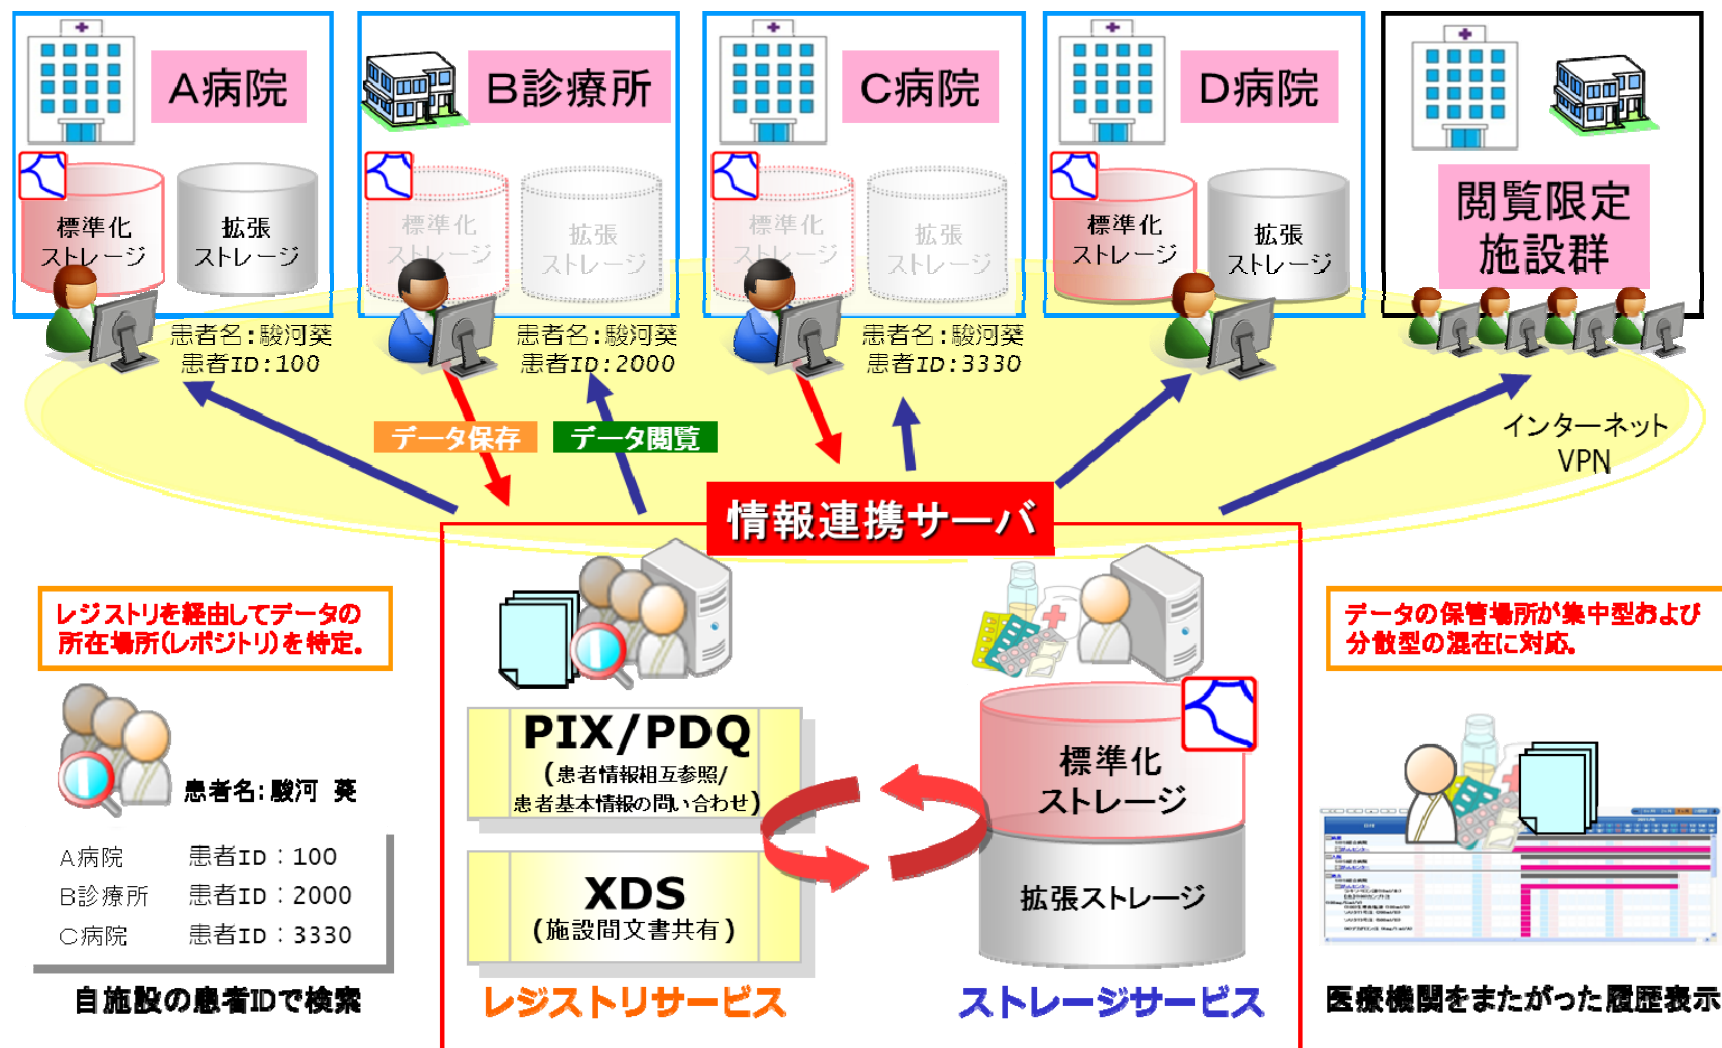 A病院
標準化
ストレージ
拡張
ストレージ
患者名:駿河葵
患者ID:100
B診療所
標準化
ストレージ
拡張
ストレージ
患者名:駿河葵
患者ID:2000
C病院
標準化
ストレージ
拡張
ストレージ
患者名:駿河葵
患者ID:3330
D病院
標準化
ストレージ
拡張
ストレージ
閲覧限定
施設群
データ保存
データ閲覧
インターネット
VPN
情報連携サーバ
レジストリを経由してデータの
所在場所(レポジトリ)を特定。
患者名:駿河 葵
A病院 患者ID:100
B診療所 患者ID:2000
C病院 患者ID:3330
自施設の患者IDで検索
PIX/PDQ
(患者情報相互参照/
患者基本情報の問い合わせ)
XDS
(施設間文書共有)
レジストリサービス
標準化
ストレージ
拡張ストレージ
ストレージサービス
データの保管場所が集中型および
分散型の混在に対応。
医療機関をまたがった履歴表示